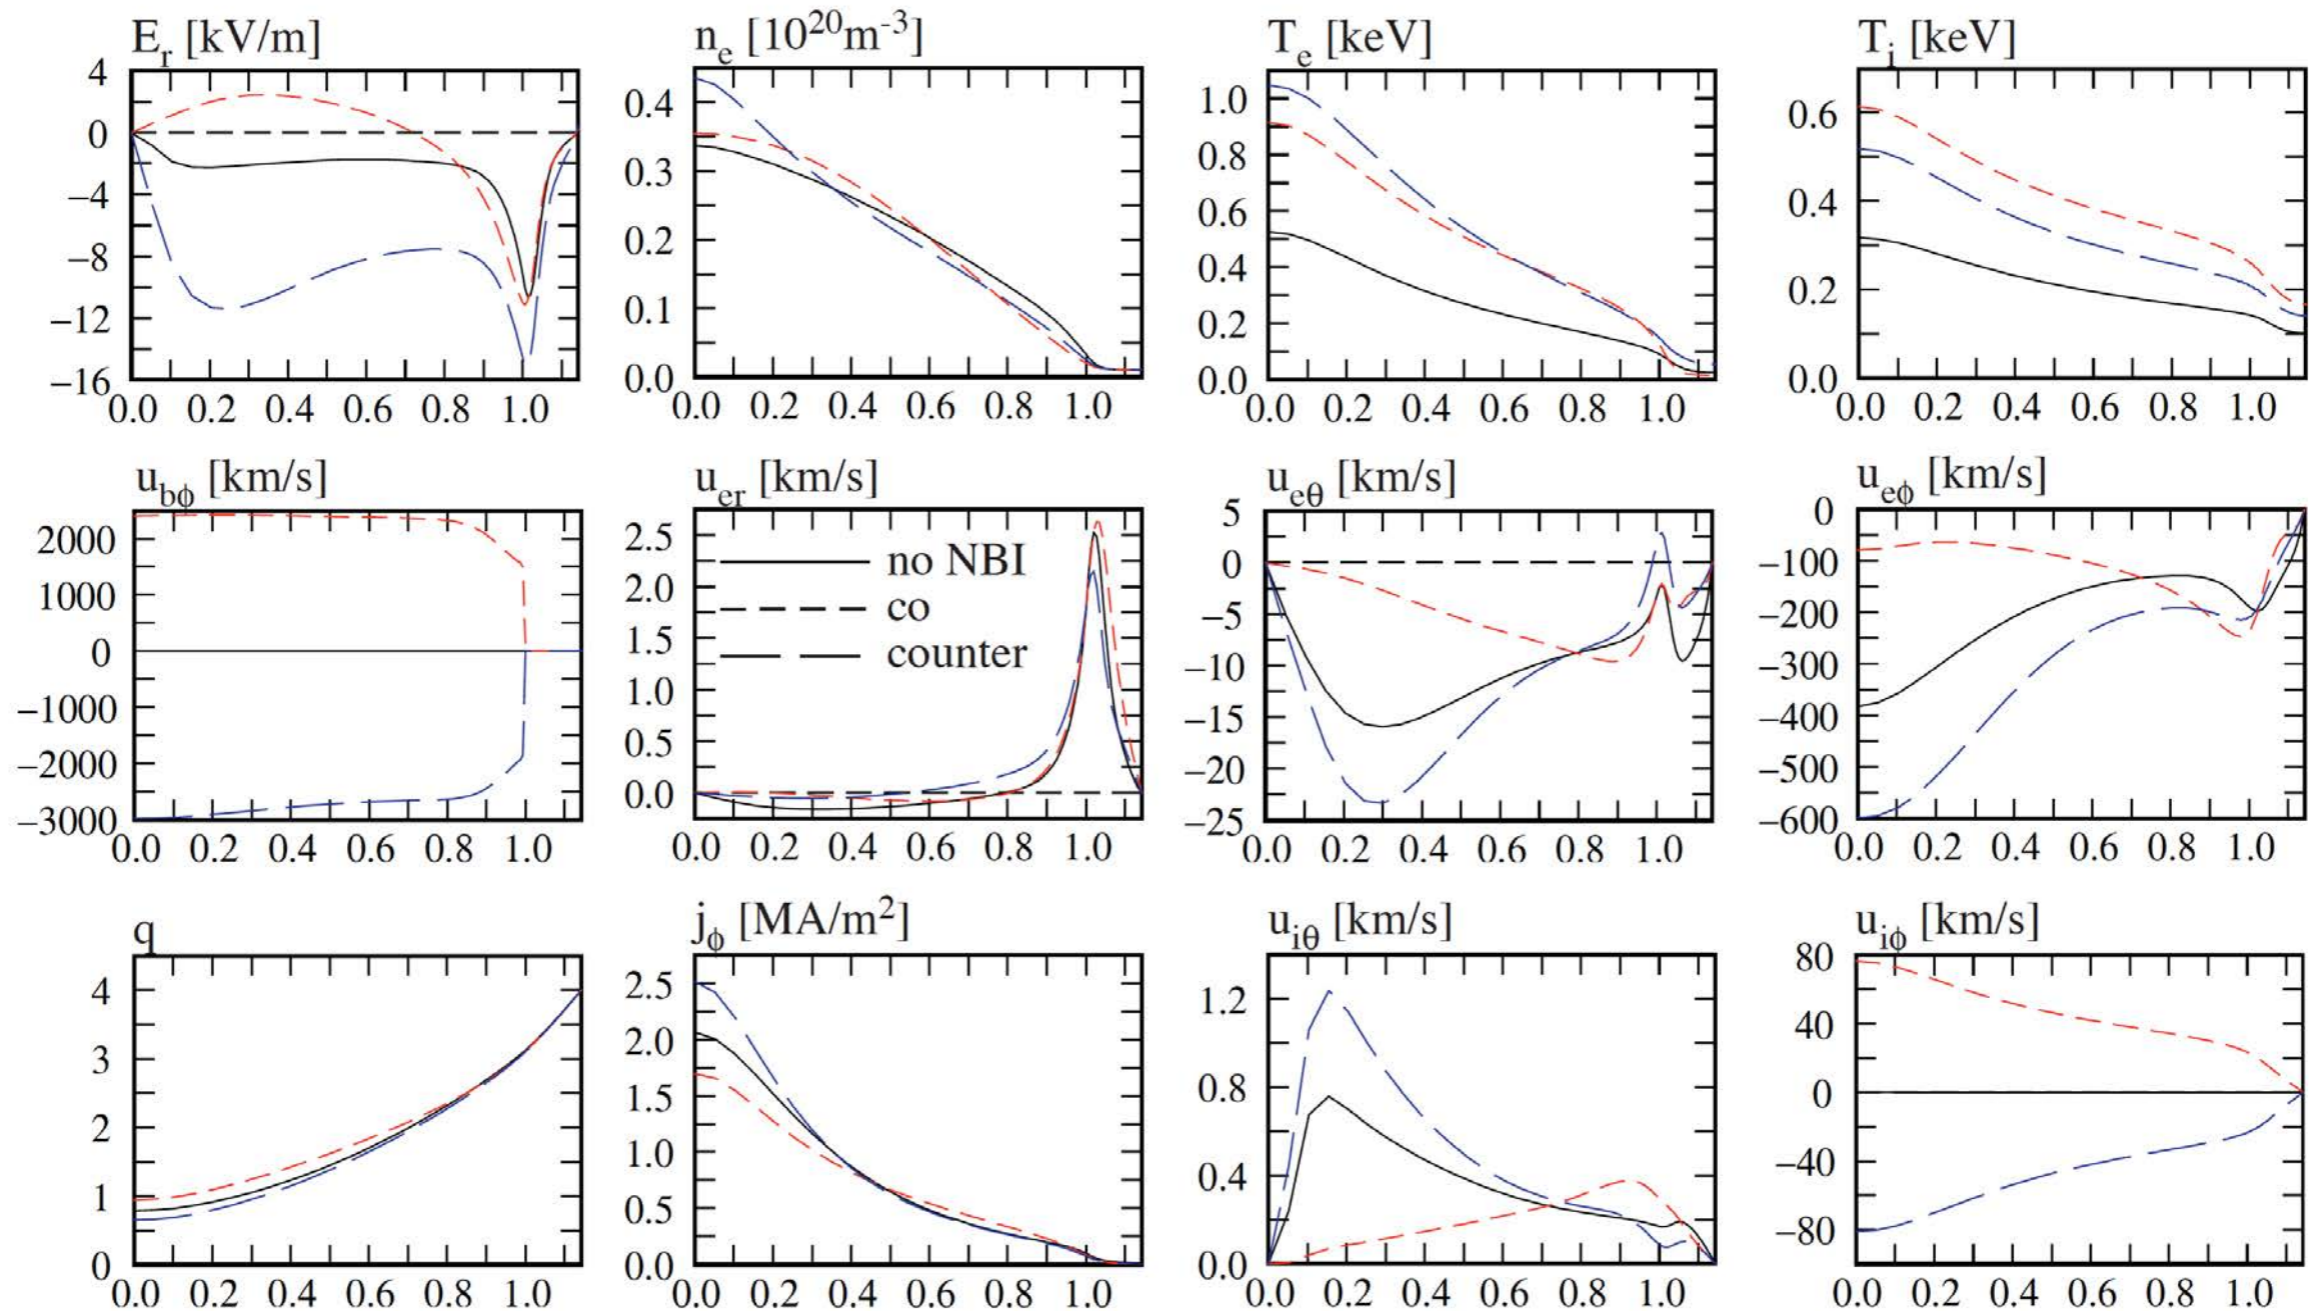 E_r [kV/m]
4
0
−4
−8
−12
−16
0.0 0.2 0.4 0.6 0.8 1.0
n_e [10^20 m^-3]
0.4
0.3
0.2
0.1
0.0
0.0 0.2 0.4 0.6 0.8 1.0
T_e [keV]
1.0
0.8
0.6
0.4
0.2
0.0
0.0 0.2 0.4 0.6 0.8 1.0
T_i [keV]
0.6
0.4
0.2
0.0
0.0 0.2 0.4 0.6 0.8 1.0
u_bϕ [km/s]
2000
1000
0
−1000
−2000
−3000
0.0 0.2 0.4 0.6 0.8 1.0
u_er [km/s]
2.5
2.0
1.5
1.0
0.5
0.0
no NBI
co
counter
0.0 0.2 0.4 0.6 0.8 1.0
u_eθ [km/s]
5
0
−5
−10
−15
−20
−25
0.0 0.2 0.4 0.6 0.8 1.0
u_eϕ [km/s]
0
−100
−200
−300
−400
−500
−600
0.0 0.2 0.4 0.6 0.8 1.0
q
4
3
2
1
0
0.0 0.2 0.4 0.6 0.8 1.0
j_ϕ [MA/m^2]
2.5
2.0
1.5
1.0
0.5
0.0
0.0 0.2 0.4 0.6 0.8 1.0
u_iθ [km/s]
1.2
0.8
0.4
0.0
0.0 0.2 0.4 0.6 0.8 1.0
u_iϕ [km/s]
80
40
0
−40
−80
0.0 0.2 0.4 0.6 0.8 1.0